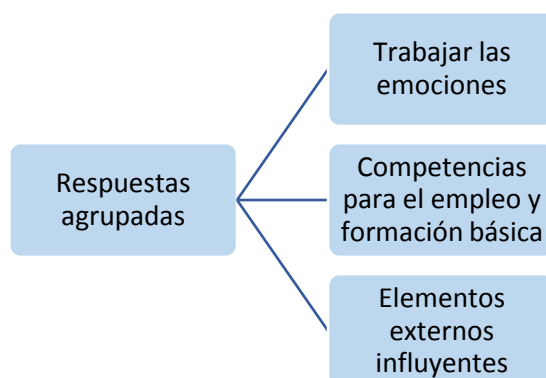 Respuestas
agrupadas
Trabajar las
emociones
Competencias
para el empleo y
formación básica
Elementos
externos
influyentes